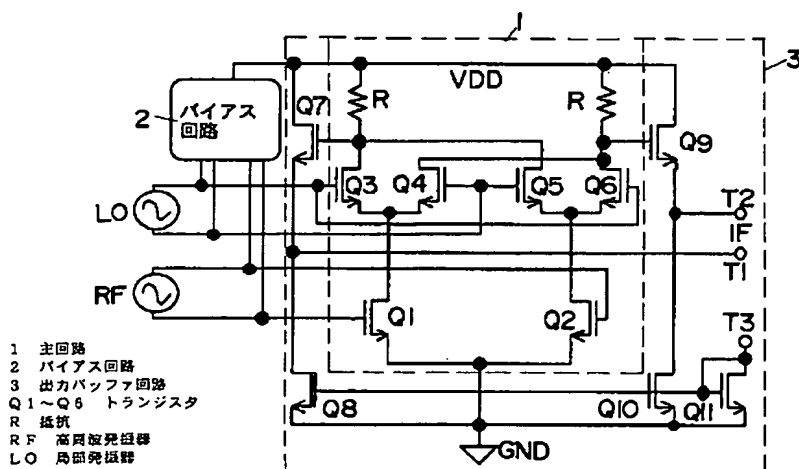 1
3
VDD
Q7
R
R
バイアス
回路
2
Q9
Q3
Q4
Q5
Q6
LO
T2
IF
T1
RF
Q1
Q2
T3
Q8
Q10
Q11
GND
1 主回路
2 バイアス回路
3 出力バッファ回路
Q1～Q6 トランジスタ
R 抵抗
RF 高周波発振器
LO 局部発振器